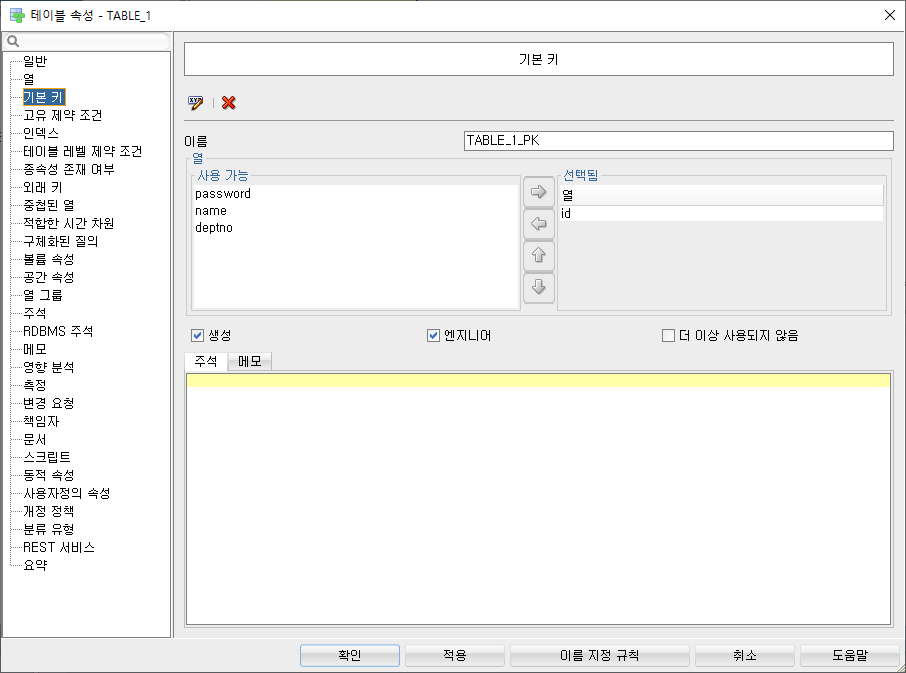 테이블 속성 - TABLE_1
일반
열
기본 키
고유 제약 조건
인덱스
테이블 레벨 제약 조건
종속성 존재 여부
외래 키
중첩된 열
적합한 시간 차원
구체화된 질의
볼륨 속성
공간 속성
열 그룹
주석
RDBMS 주석
메모
영향 분석
측정
변경 요청
책임자
문서
스크립트
동적 속성
사용자정의 속성
개정 정책
분류 유형
REST 서비스
요약
기본 키
이름
TABLE_1_PK
열
사용 가능
password
name
deptno
선택됨
열
id
생성
엔지니어
더 이상 사용되지 않음
주석
메모
확인
적용
이름 지정 규칙
취소
도움말